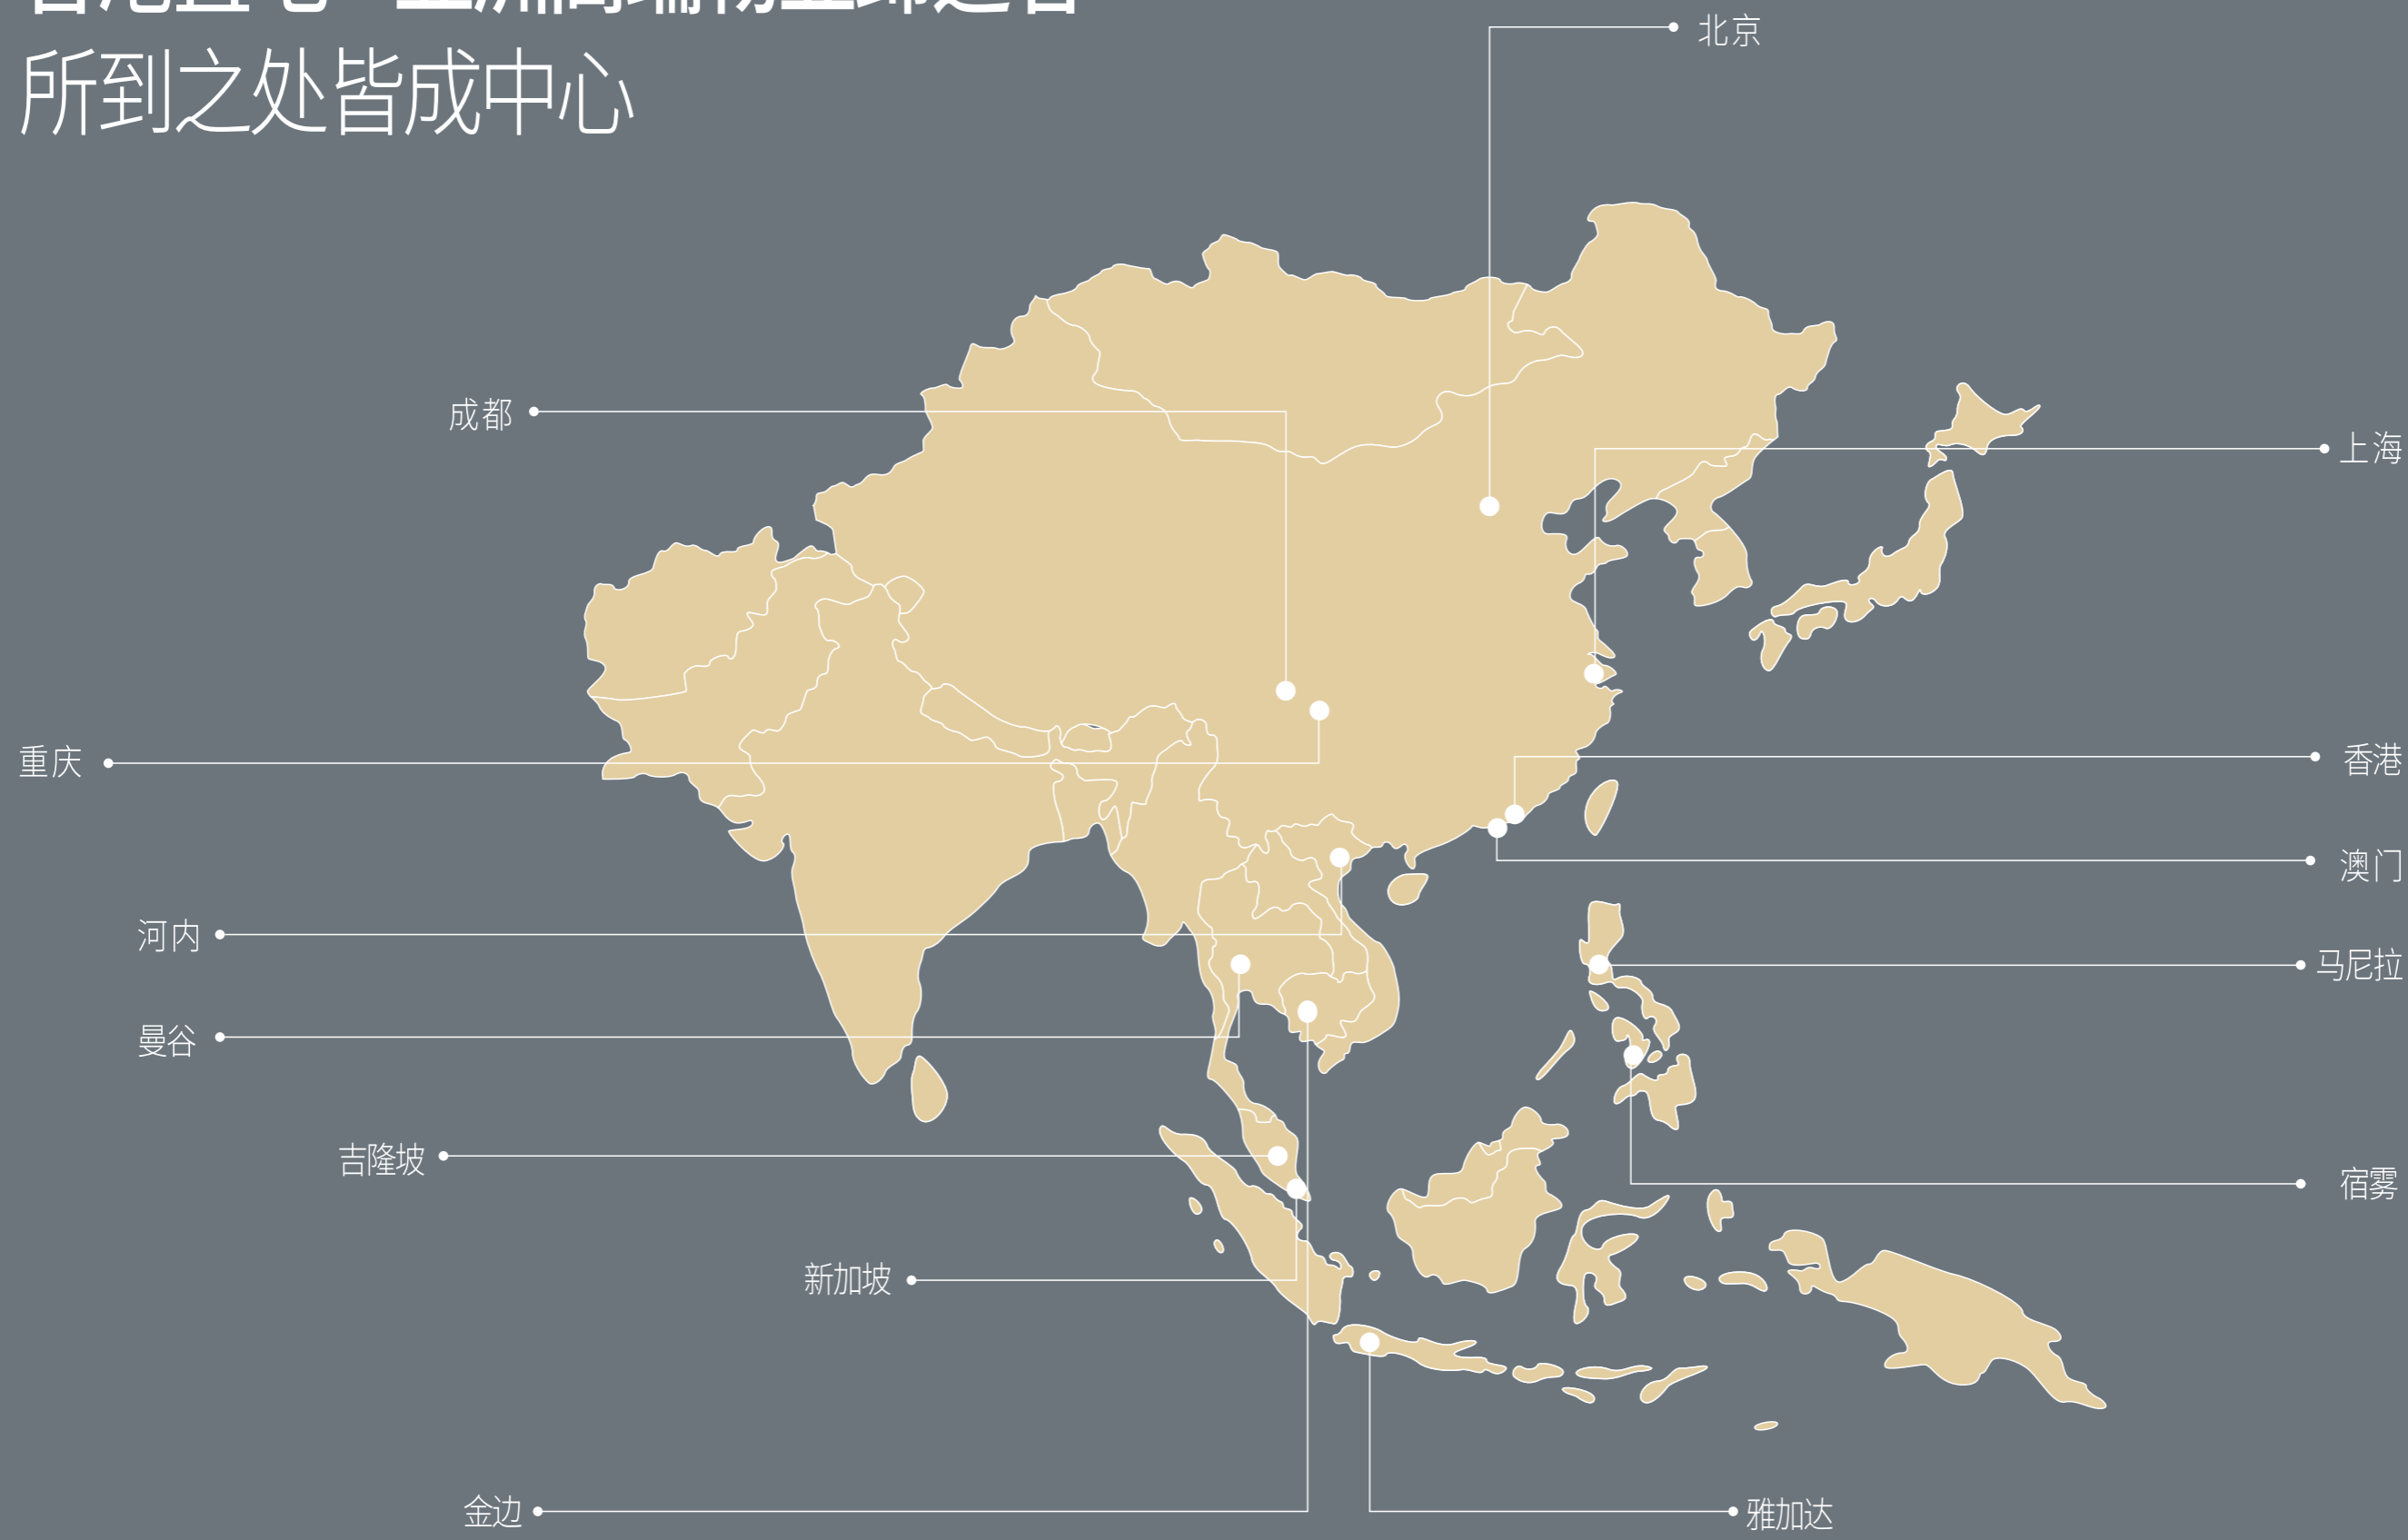 所到之处皆成中心
北京
成都
上海
重庆
香港
澳门
河内
马尼拉
曼谷
吉隆坡
宿雾
新加坡
金边
雅加达